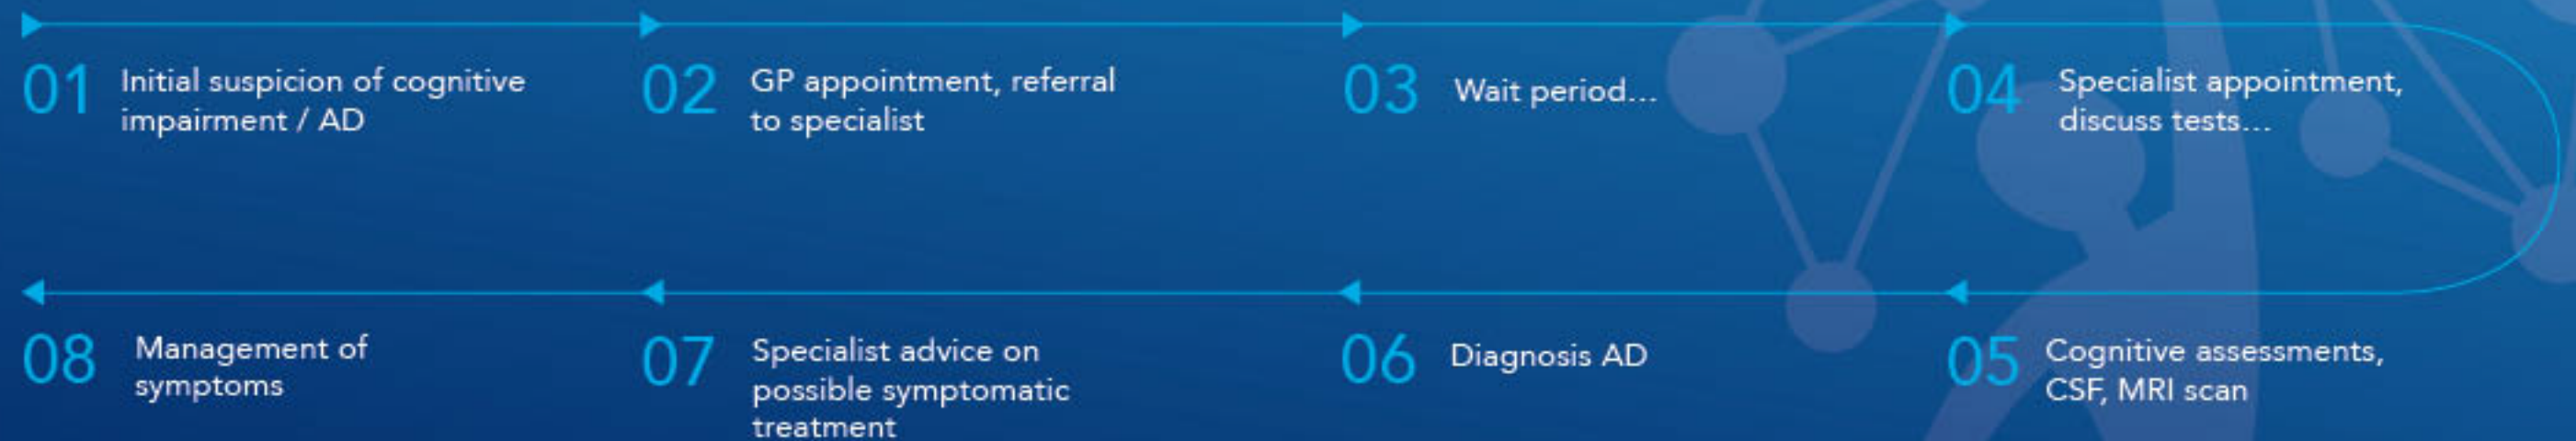 01
Initial suspicion of cognitive
impairment / AD
02
GP appointment, referral
to specialist
03
Wait period...
04
Specialist appointment,
discuss tests...
05
Cognitive assessments,
CSF, MRI scan
06
Diagnosis AD
07
Specialist advice on
possible symptomatic
treatment
08
Management of
symptoms